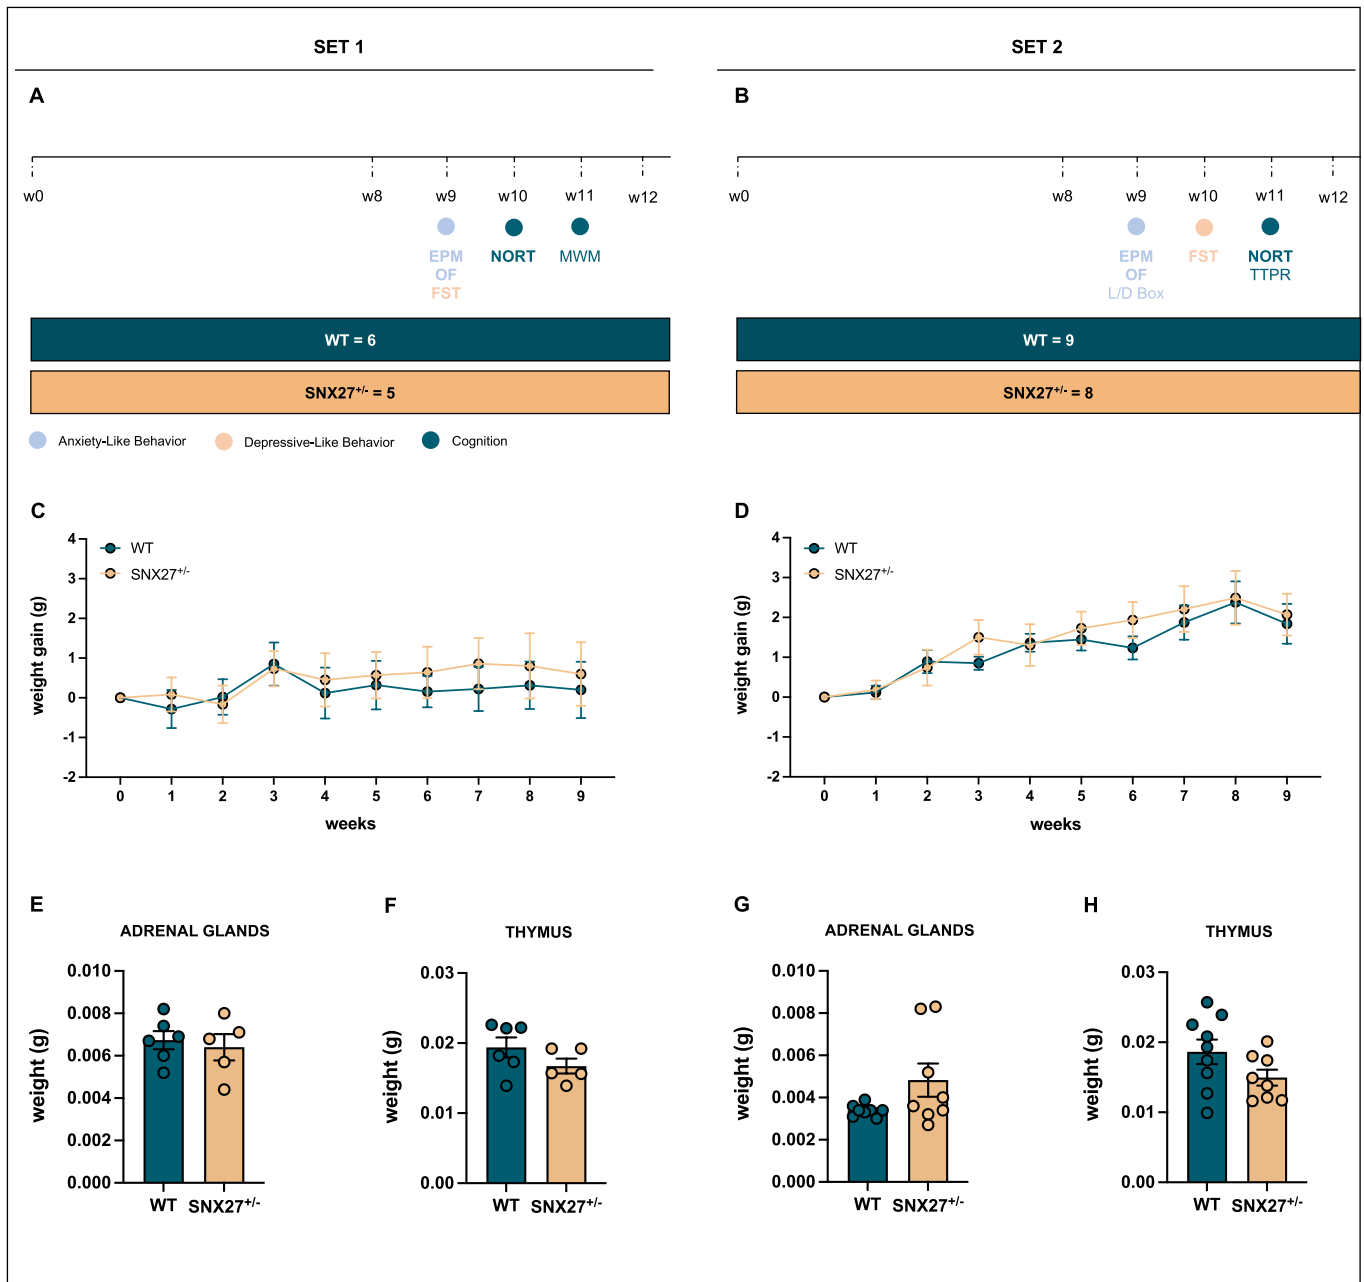 SET 1
SET 2
A
B
w0 w8 w9 w10 w11 w12
w0 w8 w9 w10 w11 w12
EPM NORT MWM
OF
FST
EPM FST NORT
OF TTPR
L/D Box
WT = 6
WT = 9
SNX27+/- = 5
SNX27+/- = 8
Anxiety-Like Behavior Depressive-Like Behavior Cognition
C
4
3
2
1
0
-1
-2
weight gain (g)
WT
SNX27+/-
0 1 2 3 4 5 6 7 8 9
weeks
D
4
3
2
1
0
-1
-2
weight gain (g)
WT
SNX27+/-
0 1 2 3 4 5 6 7 8 9
weeks
E
ADRENAL GLANDS
0.010
0.008
0.006
0.004
0.002
0.000
weight (g)
WT SNX27+/-
F
THYMUS
0.03
0.02
0.01
0.00
weight (g)
WT SNX27+/-
G
ADRENAL GLANDS
0.010
0.008
0.006
0.004
0.002
0.000
weight (g)
WT SNX27+/-
H
THYMUS
0.03
0.02
0.01
0.00
weight (g)
WT SNX27+/-